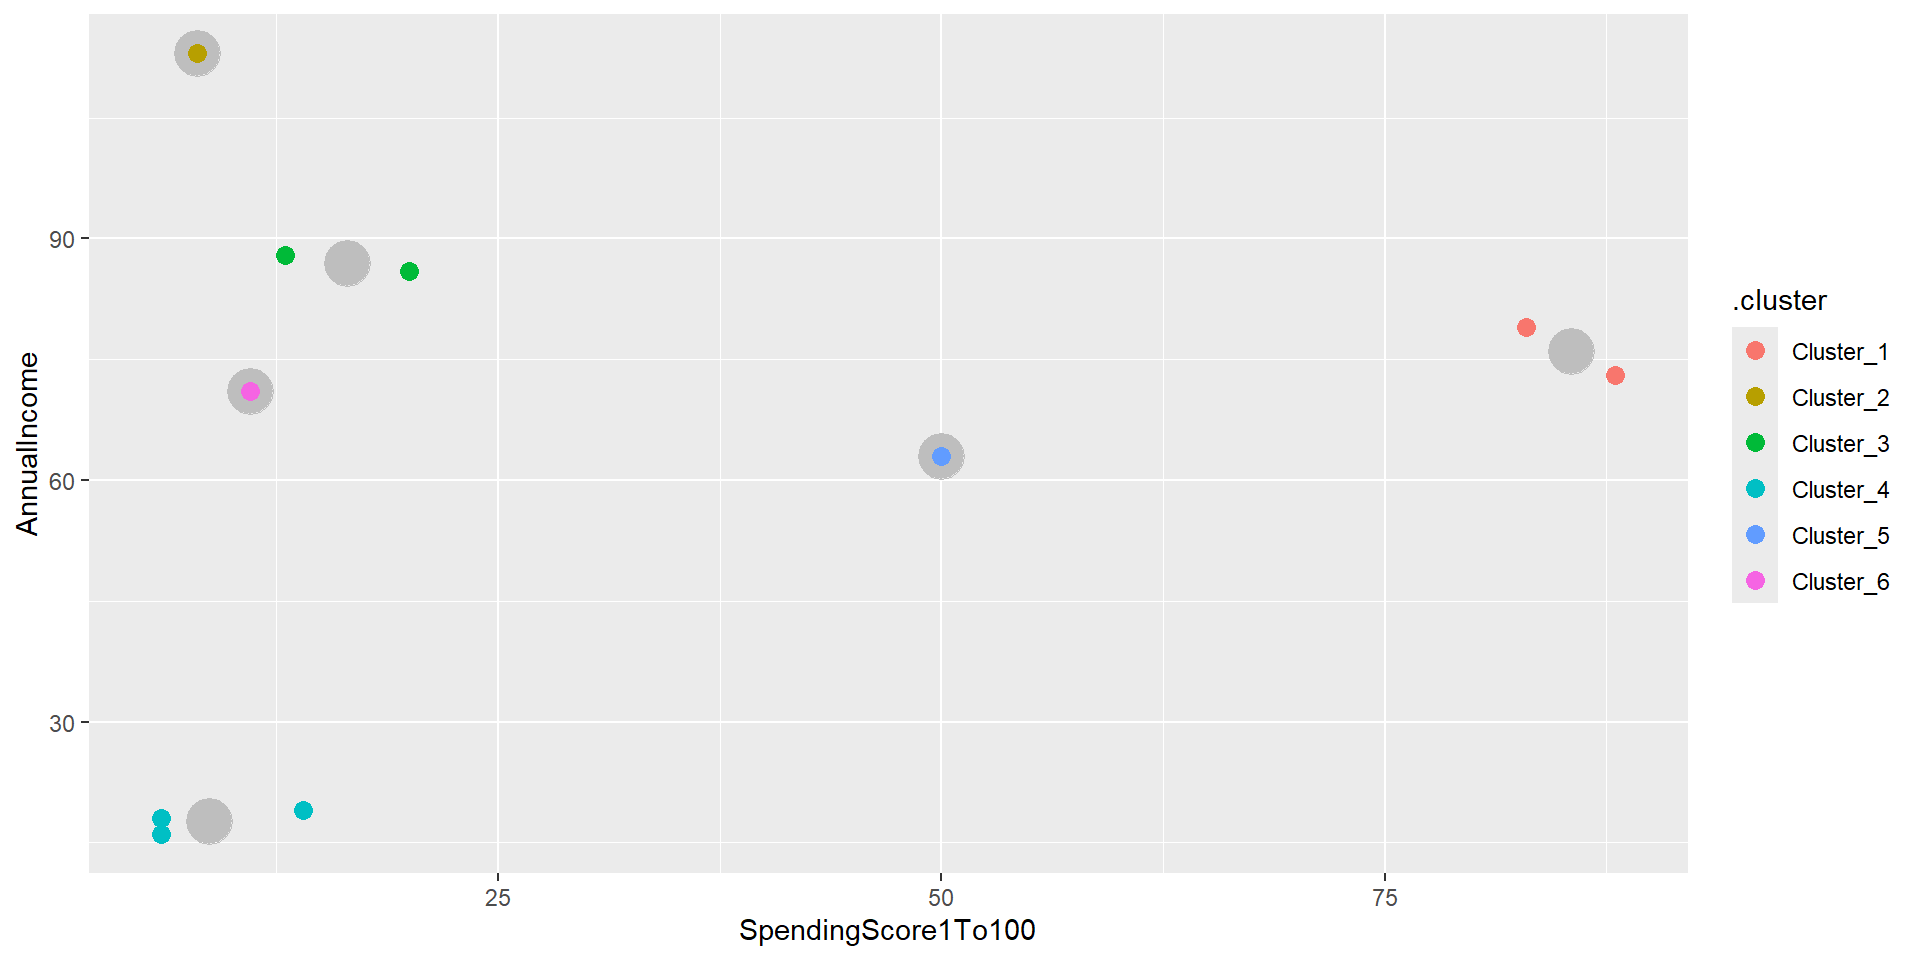 90
60
30
AnnualIncome
25 50 75
SpendingScore1To100
.cluster
Cluster_1
Cluster_2
Cluster_3
Cluster_4
Cluster_5
Cluster_6